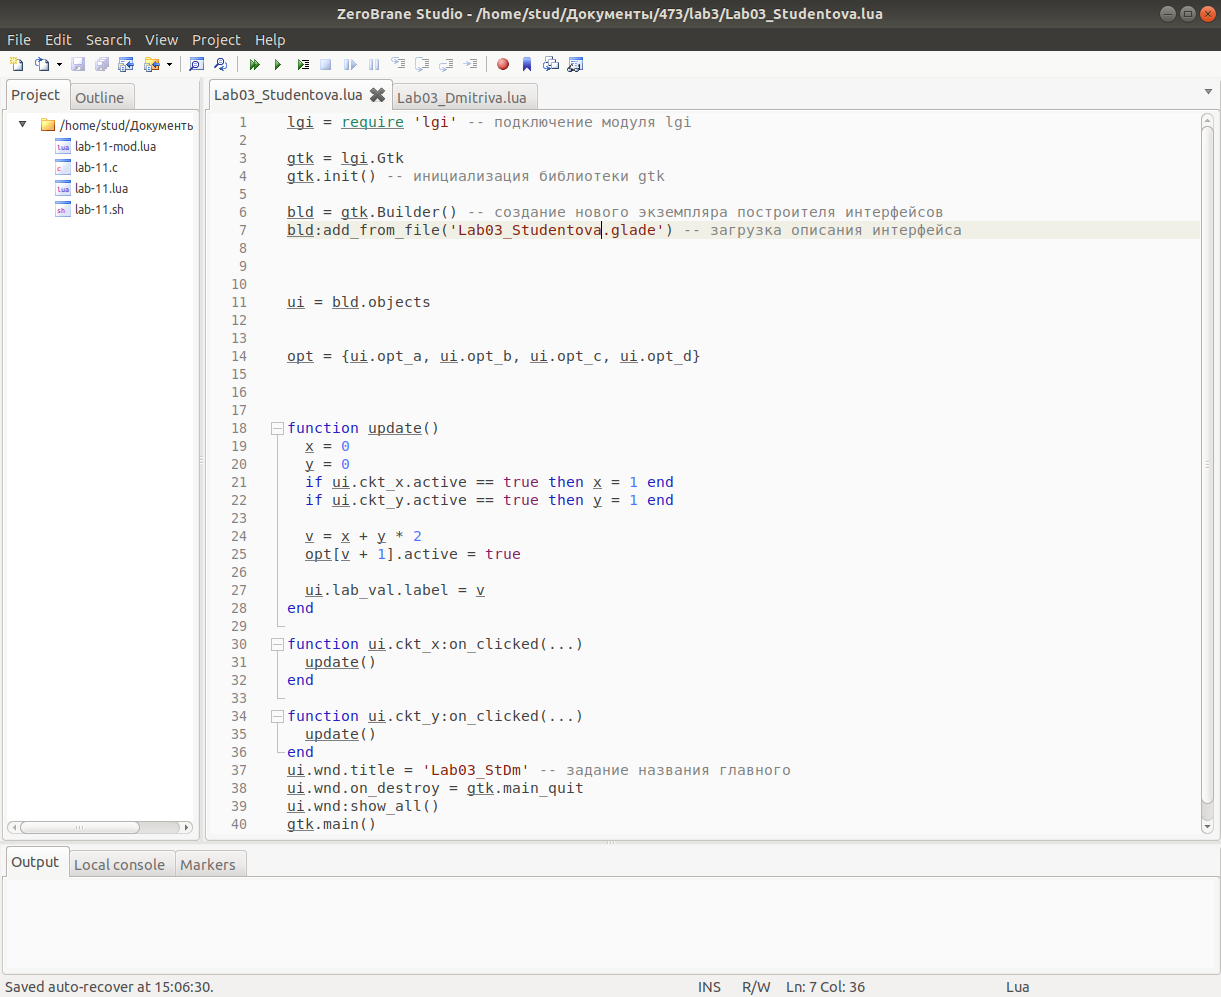 ZeroBrane Studio - /home/stud/Документы/473/lab3/Lab03_Studentova.lua
File Edit Search View Project Help
Project Outline
/home/stud/Документь
lab-11-mod.lua
lab-11.c
lab-11.lua
lab-11.sh
Lab03_Studentova.lua Lab03_Dmitriva.lua
1 lgi = require 'lgi' -- подключение модуля lgi
2
3 gtk = lgi.Gtk
4 gtk.init() -- инициализация библиотеки gtk
5
6 bld = gtk.Builder() -- создание нового экземпляра построителя интерфейсов
7 bld:add_from_file('Lab03_Studentova.glade') -- загрузка описания интерфейса
8
9
10
11 ui = bld.objects
12
13
14 opt = {ui.opt_a, ui.opt_b, ui.opt_c, ui.opt_d}
15
16
17
18 function update()
19 x = 0
20 y = 0
21 if ui.ckt_x.active == true then x = 1 end
22 if ui.ckt_y.active == true then y = 1 end
23
24 v = x + y * 2
25 opt[v + 1].active = true
26
27 ui.lab_val.label = v
28 end
29
30 function ui.ckt_x:on_clicked(...)
31 update()
32 end
33
34 function ui.ckt_y:on_clicked(...)
35 update()
36 end
37 ui.wnd.title = 'Lab03_StDm' -- задание названия главного
38 ui.wnd.on_destroy = gtk.main_quit
39 ui.wnd:show_all()
40 gtk.main()
Output Local console Markers
Saved auto-recover at 15:06:30. INS R/W Ln: 7 Col: 36 Lua